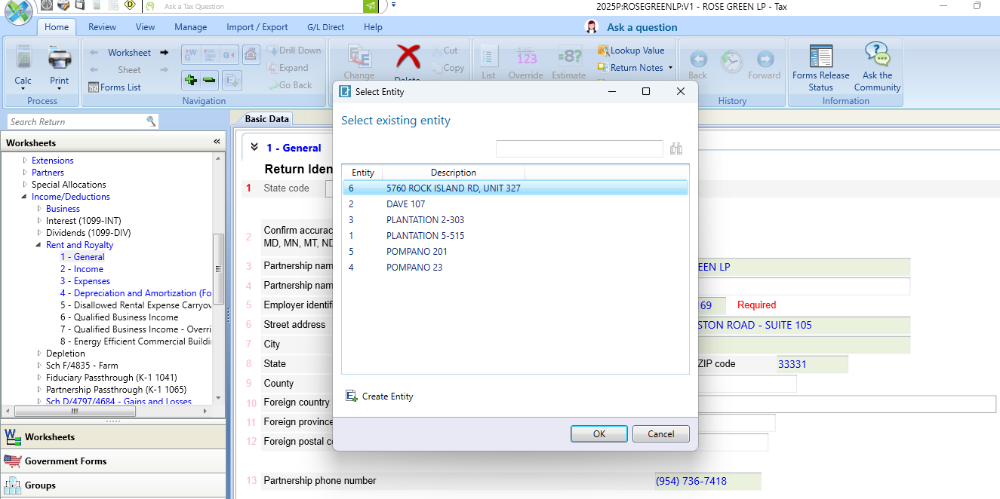 Ask a Tax Question
2025P:ROSEGREENLP:V1 - ROSE GREEN LP - Tax
Home Review View Manage Import / Export G/L Direct Help
Ask a question
Calc
Print
Process
Worksheet
Sheet
Forms List
Drill Down
Expand
Go Back
Navigation
Change
Delete
Cut
Copy
List
Override
Estimate
Lookup Value
Return Notes
Back
Forward
History
Forms Release
Status
Ask the
Community
Information
Search Return
Worksheets
Extensions
Partners
Special Allocations
Income/Deductions
Business
Interest (1099-INT)
Dividends (1099-DIV)
Rent and Royalty
1 - General
2 - Income
3 - Expenses
4 - Depreciation and Amortization (Fo
5 - Disallowed Rental Expense Carryov
6 - Qualified Business Income
7 - Qualified Business Income - Overri
8 - Energy Efficient Commercial Buildi
Depletion
Sch F/4835 - Farm
Fiduciary Passthrough (K-1 1041)
Partnership Passthrough (K-1 1065)
Sch D/4797/4684 - Gains and Losses
Worksheets
Government Forms
Groups
Basic Data
1 - General
Return Iden
1 State code
2 Confirm accurac
MD, MN, MT, ND
3 Partnership nam EEN LP
4 Partnership nam
5 Employer identifi 69 Required
6 Street address STON ROAD - SUITE 105
7 City
8 State ZIP code 33331
9 County
10 Foreign country
11 Foreign province
12 Foreign postal co
13 Partnership phone number (954) 736-7418
Select Entity
Select existing entity
Entity Description
6 5760 ROCK ISLAND RD, UNIT 327
2 DAVE 107
3 PLANTATION 2-303
1 PLANTATION 5-515
5 POMPANO 201
4 POMPANO 23
Create Entity
OK Cancel